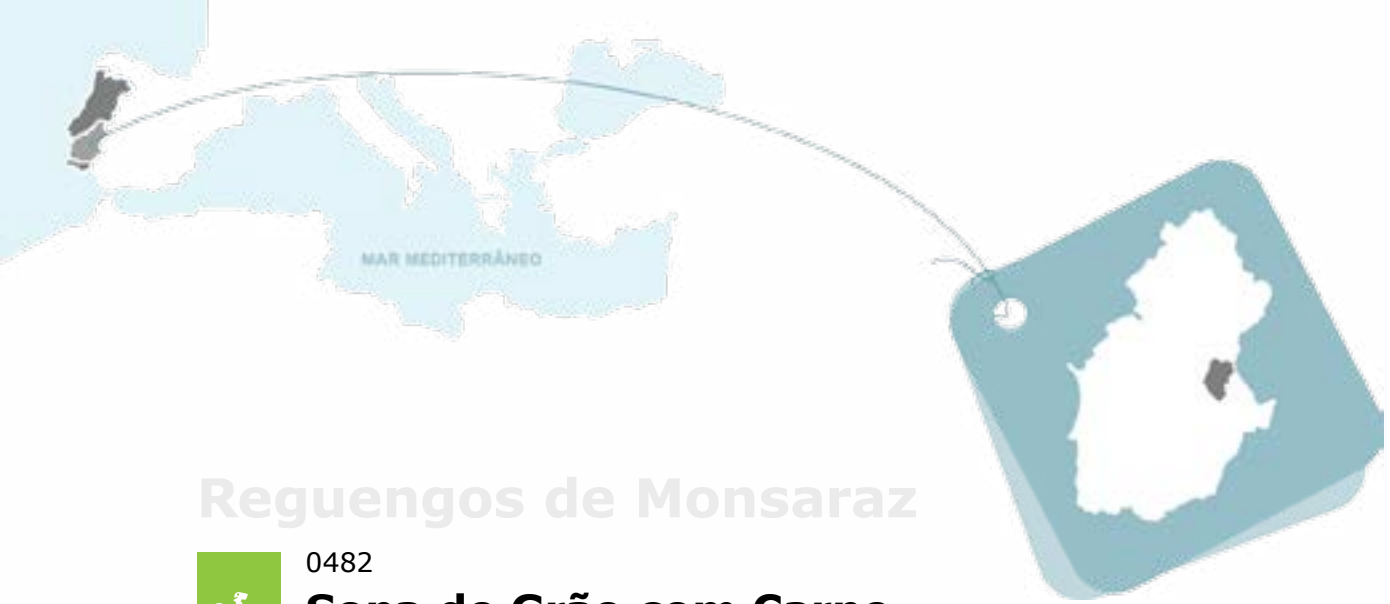 MAR MEDITERRÂNEO
Reguengos de Monsaraz
0482
Sopa de Grão com Carne